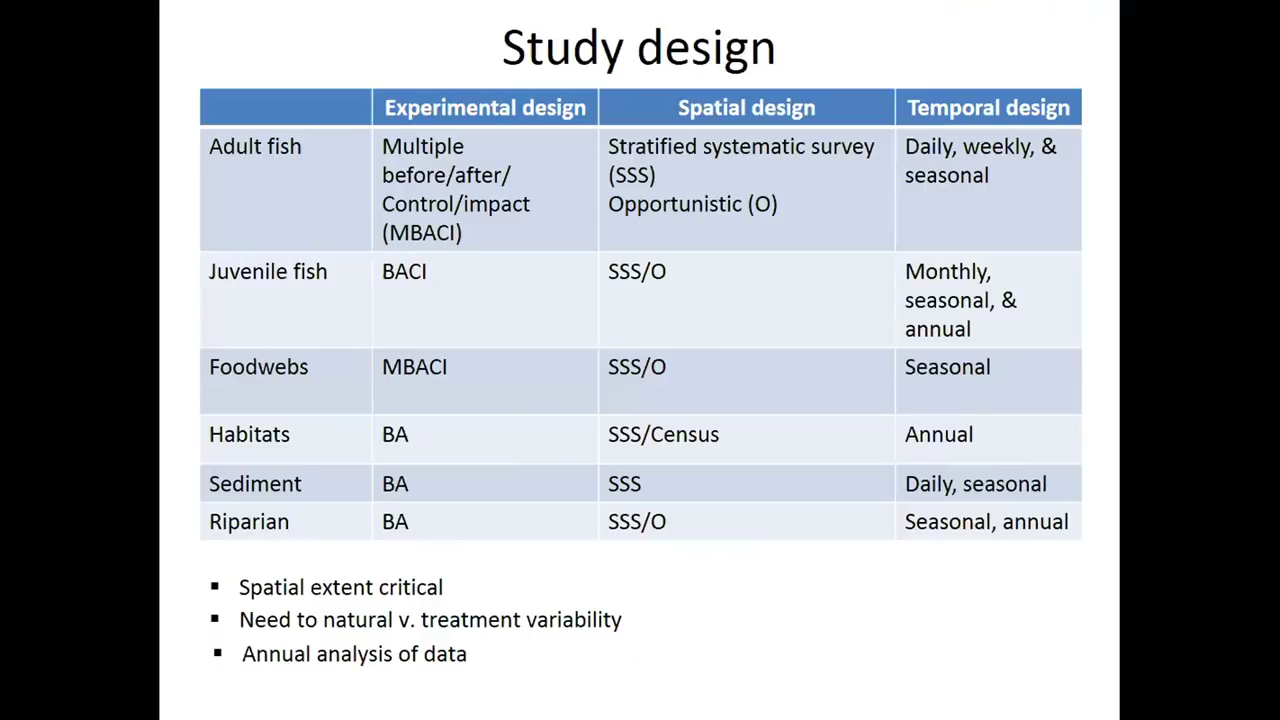 Study design
Experimental design Spatial design Temporal design
Adult fish
Multiple
before/after/
Control/impact
(MBACI)
Stratified systematic survey
(SSS)
Opportunistic (O)
Daily, weekly, &
seasonal
Juvenile fish
BACI
SSS/O
Monthly,
seasonal, &
annual
Foodwebs MBACI SSS/O Seasonal
Habitats BA SSS/Census Annual
Sediment BA SSS Daily, seasonal
Riparian BA SSS/O Seasonal, annual
▪ Spatial extent critical
▪ Need to natural v. treatment variability
▪ Annual analysis of data